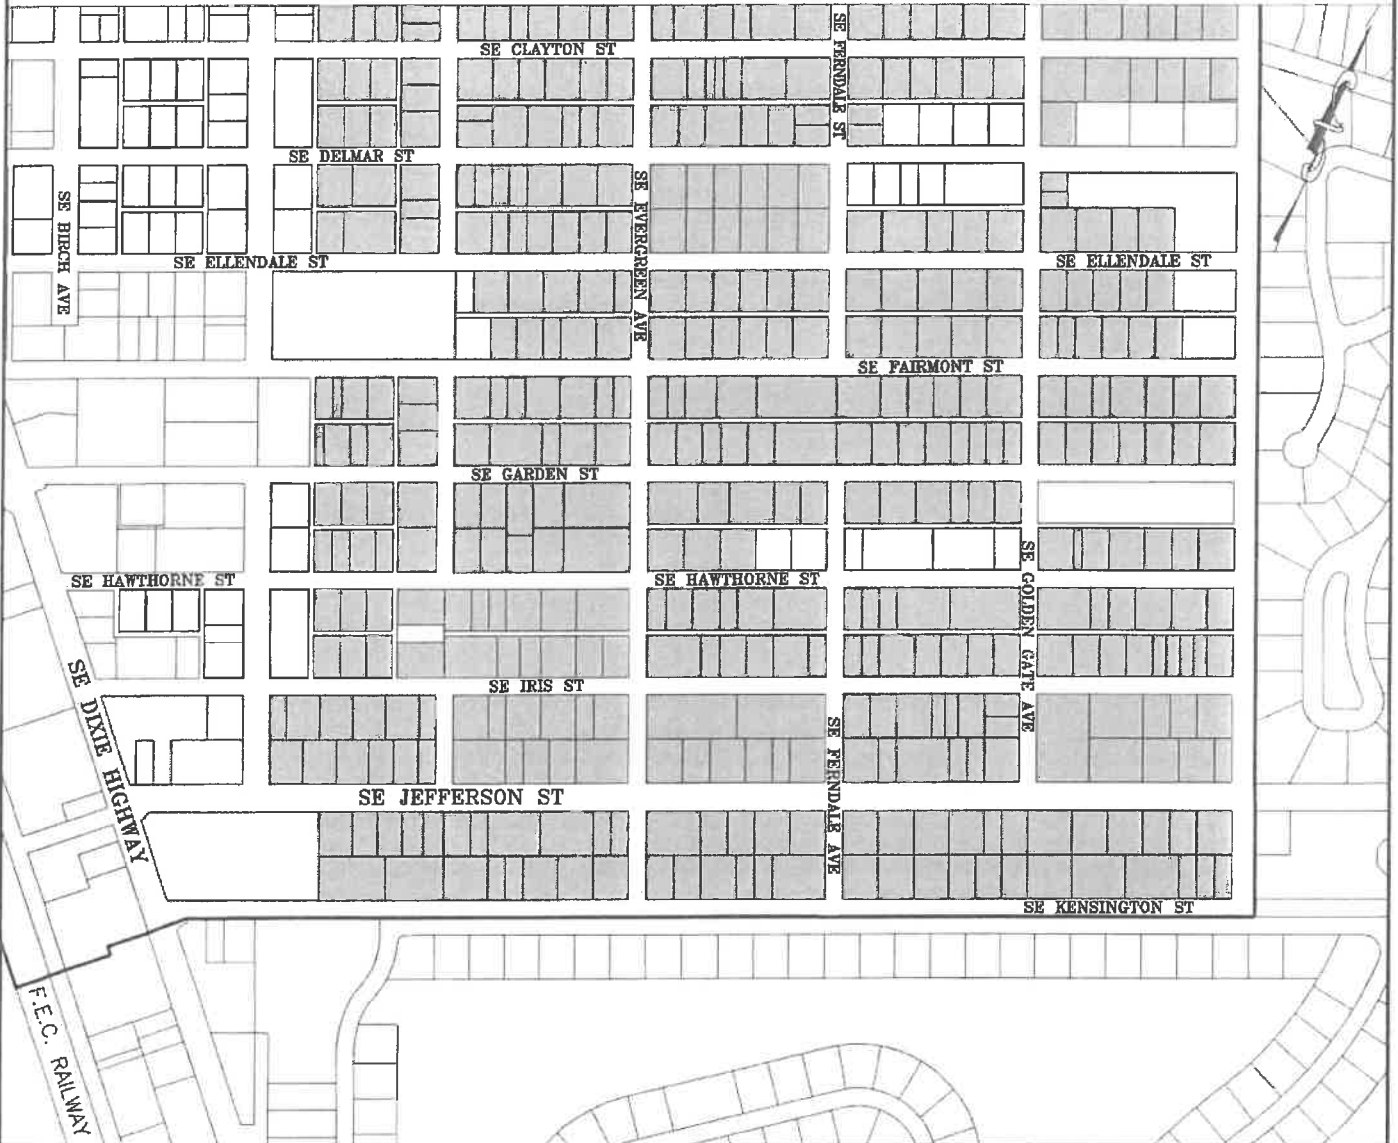 SE CLAYTON ST
SE FERNDALE ST
SE DELMAR ST
SE BIRCH AVE
SE EVERGREEN AVE
SE ELLENDALE ST
SE ELLENDALE ST
SE FAIRMONT ST
SE GARDEN ST
SE HAWTHORNE ST
SE HAWTHORNE ST
SE GOLDEN GATE AVE
SE IRIS ST
SE DIXIE HIGHWAY
SE FERNDALE AVE
SE JEFFERSON ST
SE KENSINGTON ST
F.E.C. RAILWAY